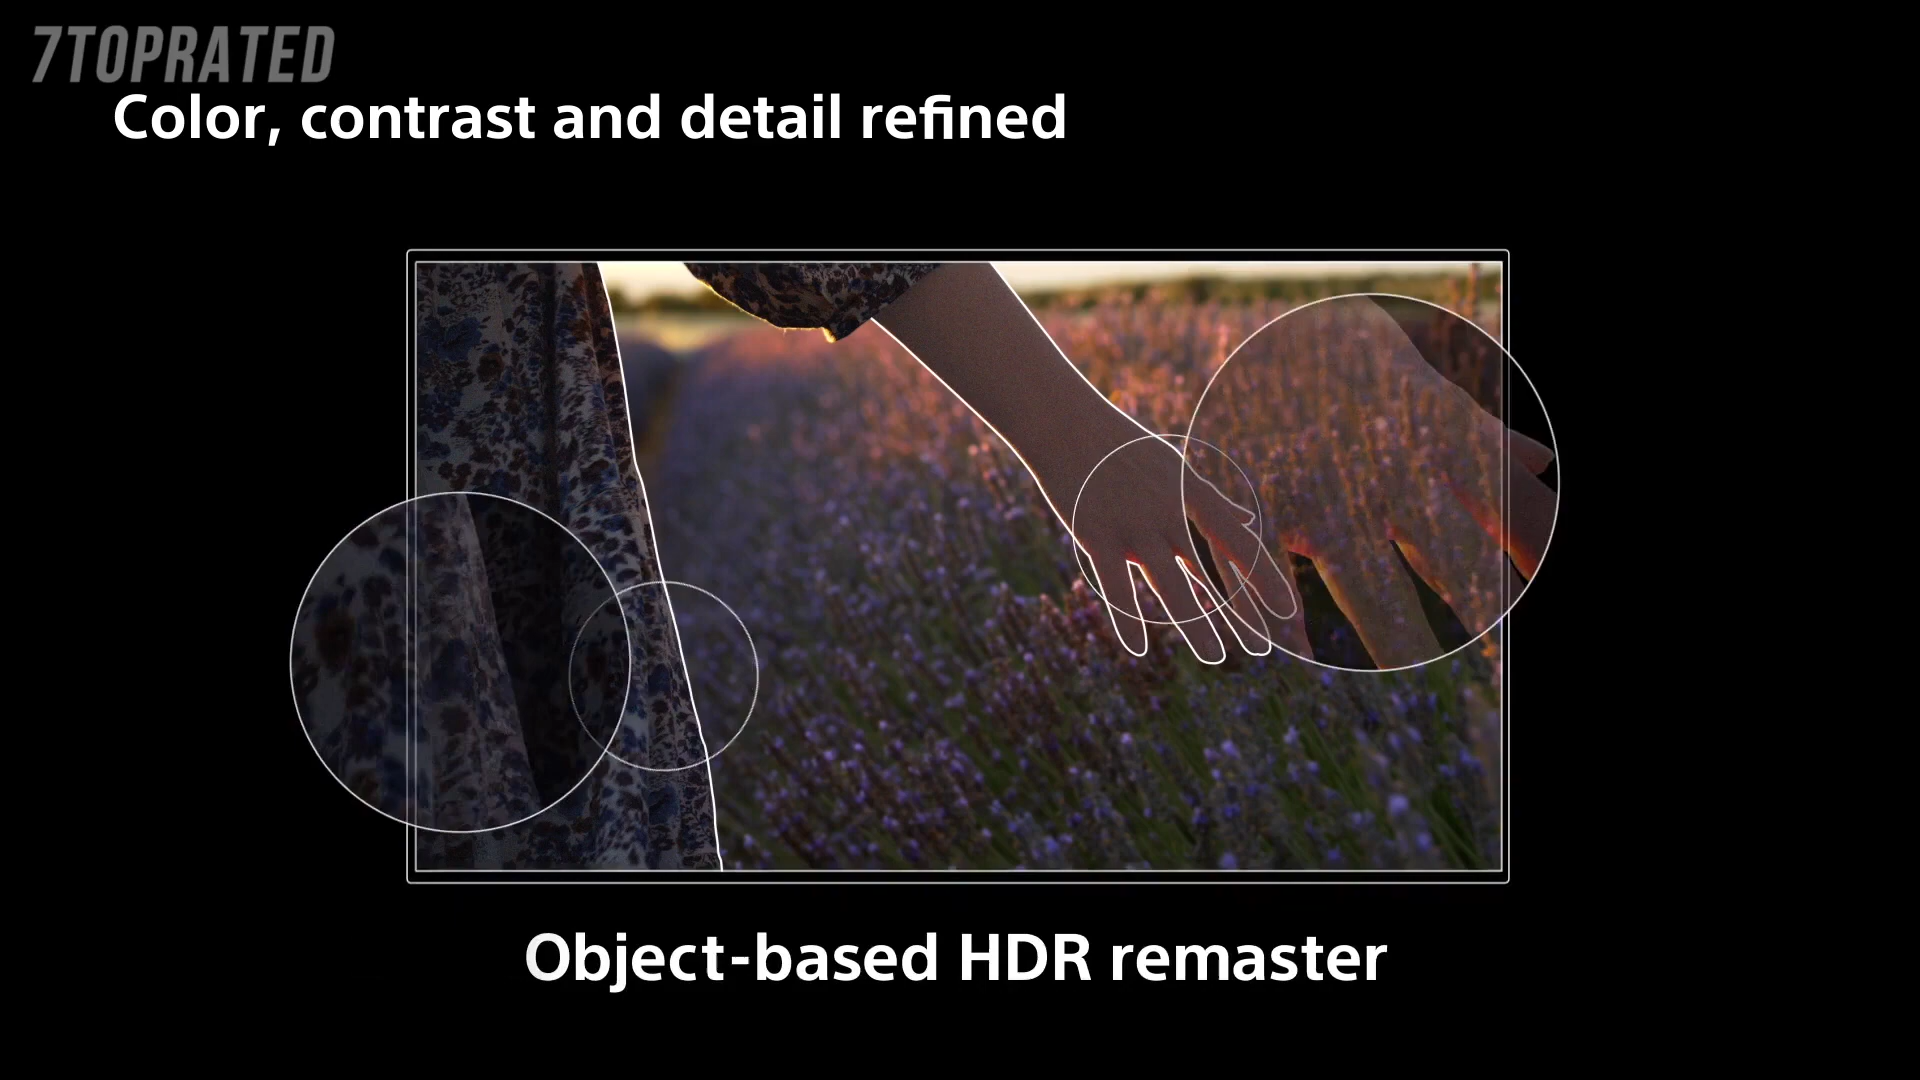 7TOPRATED
Color, contrast and detail refined
Object-based HDR remaster